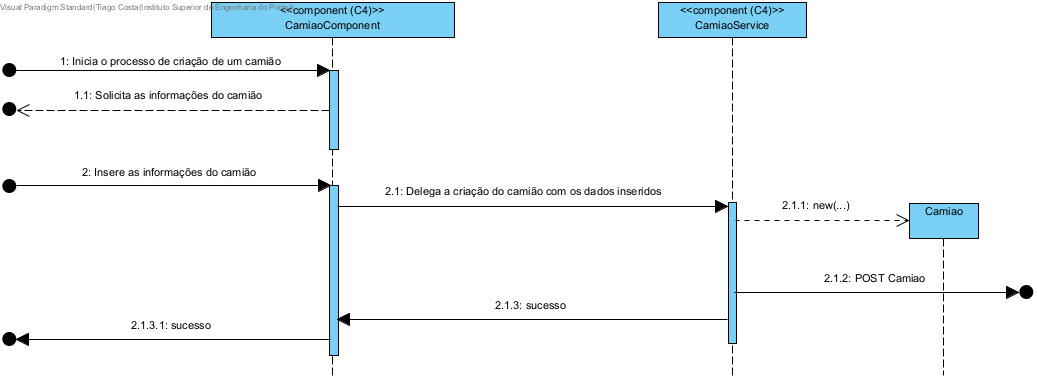 Visual Paradigm Standard(Tiago Costa(Instituto Superior de Engenharia do Porto))
<<component (C4)>>
CamiaoComponent
<<component (C4)>>
CamiaoService
1: Inicia o processo de criação de um camião
1.1: Solicita as informações do camião
2: Insere as informações do camião
2.1: Delega a criação do camião com os dados inseridos
2.1.1: new(...)
Camiao
2.1.2: POST Camiao
2.1.3: sucesso
2.1.3.1: sucesso